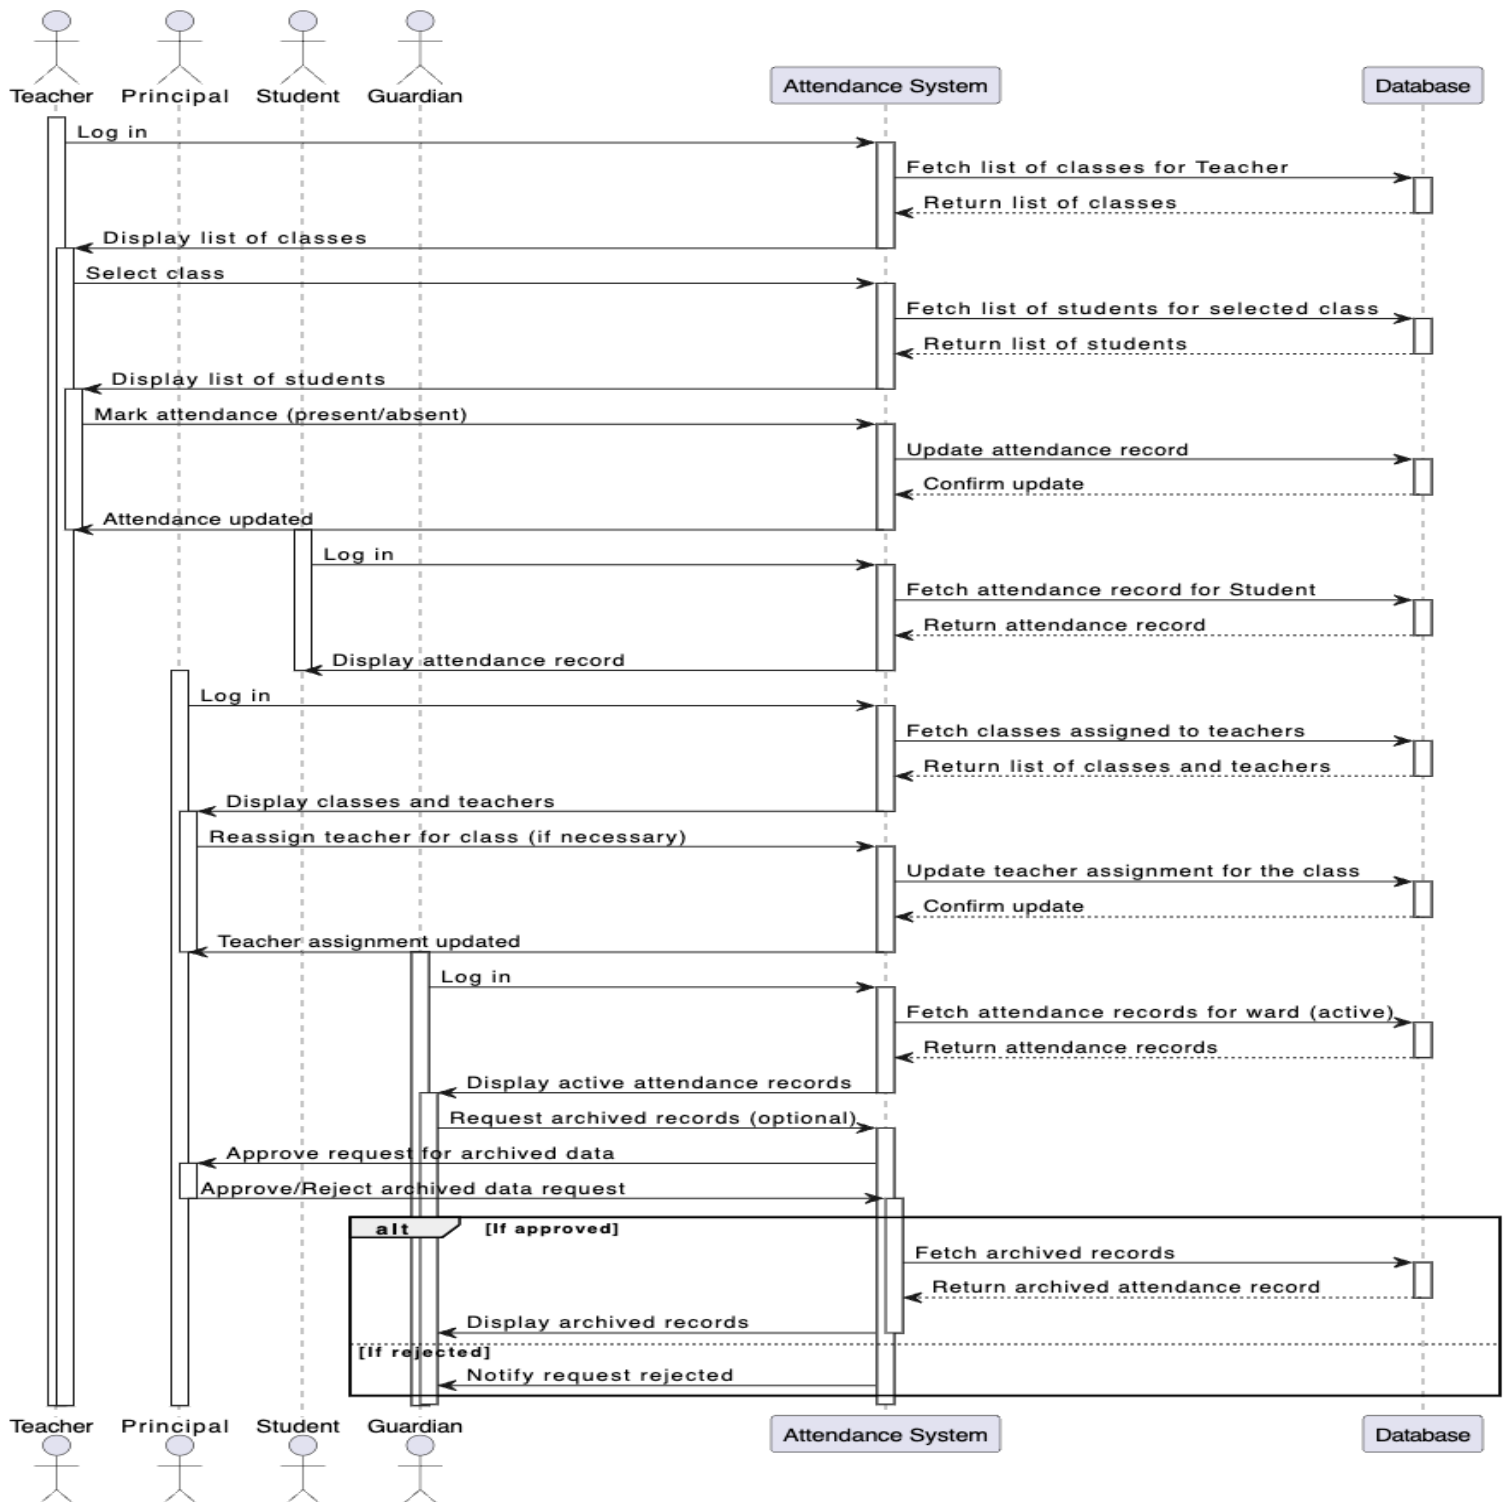 Teacher Principal Student Guardian Attendance System Database
Log in
Fetch list of classes for Teacher
Return list of classes
Display list of classes
Select class
Fetch list of students for selected class
Return list of students
Display list of students
Mark attendance (present/absent)
Update attendance record
Confirm update
Attendance updated
Log in
Fetch attendance record for Student
Return attendance record
Display attendance record
Log in
Fetch classes assigned to teachers
Return list of classes and teachers
Display classes and teachers
Reassign teacher for class (if necessary)
Update teacher assignment for the class
Confirm update
Teacher assignment updated
Log in
Fetch attendance records for ward (active)
Return attendance records
Display active attendance records
Request archived records (optional)
Approve request for archived data
Approve/Reject archived data request
alt [If approved]
Fetch archived records
Return archived attendance record
Display archived records
[If rejected]
Notify request rejected
Teacher Principal Student Guardian Attendance System Database